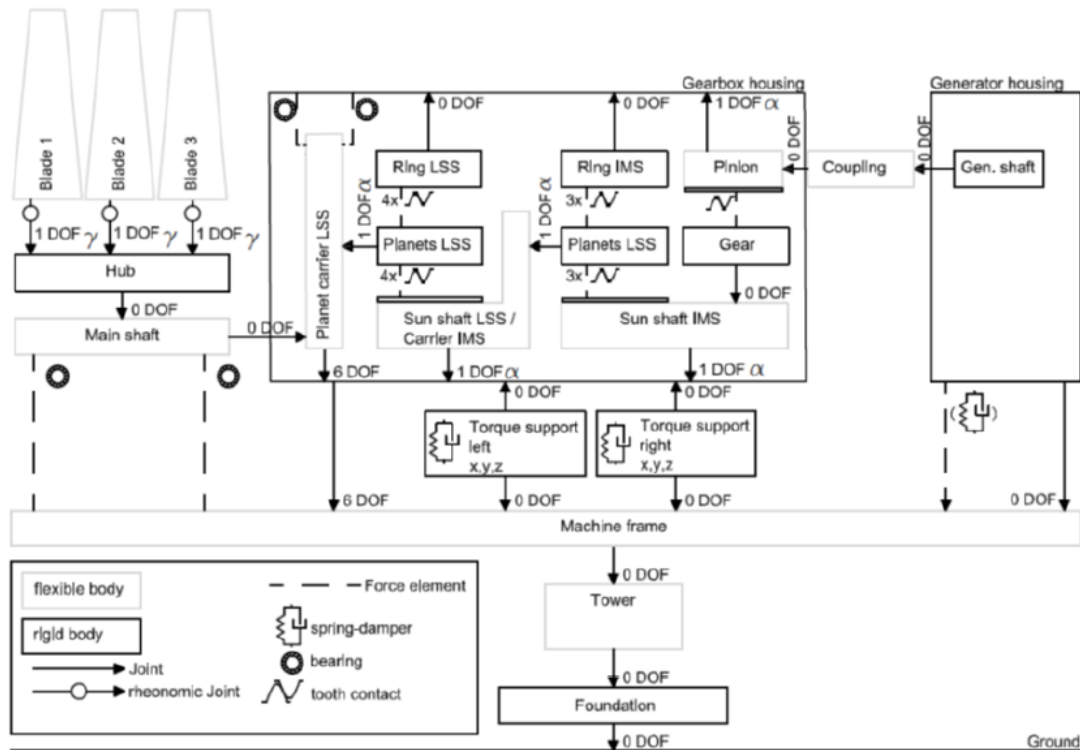 Gearbox housing
Generator housing
Blade 1
Blade 2
Blade 3
0 DOF
0 DOF
1 DOF α
0 DOF
0 DOF
Ring LSS
Ring IMS
Pinion
Coupling
Gen. shaft
4x
3x
1 DOF α
1 DOF α
Planet carrier LSS
Planets LSS
Planets LSS
Gear
4x
3x
0 DOF
1 DOF γ
1 DOF γ
1 DOF γ
Hub
0 DOF
Main shaft
0 DOF
Sun shaft LSS /
Carrier IMS
Sun shaft IMS
6 DOF
1 DOF α
1 DOF α
0 DOF
0 DOF
Torque support
left
x,y,z
Torque support
right
x,y,z
( )
6 DOF
0 DOF
0 DOF
0 DOF
Machine frame
0 DOF
Tower
0 DOF
Foundation
0 DOF
Ground
flexible body
rigid body
Joint
rheonomic Joint
Force element
spring-damper
bearing
tooth contact